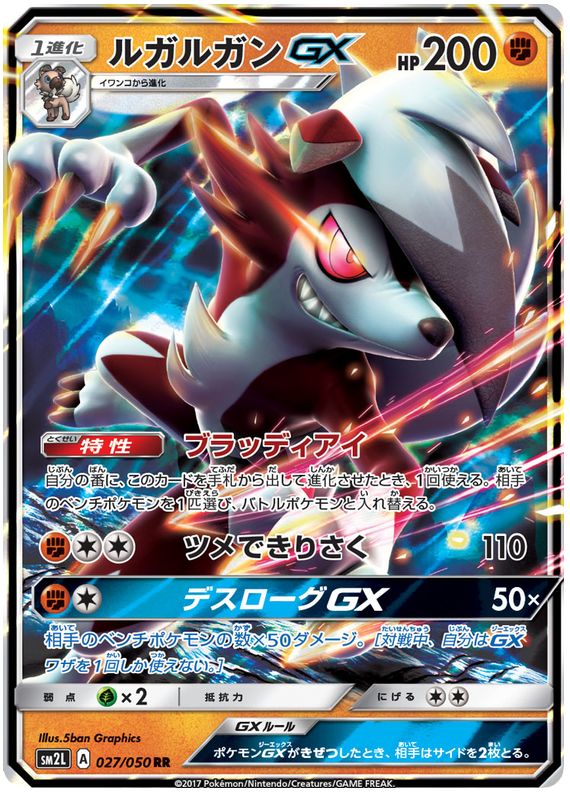 1進化 ルガルガンGX HP200
イワンコから進化
とくせい
特性 ブラッディアイ
自分の番に、このカードを手札から出して進化させたとき、1回使える。相手
のベンチポケモンを1匹選び、バトルポケモンと入れ替える。
ツメできりさく 110
デスローグGX 50×
相手のベンチポケモンの数×50ダメージ。[対戦中、自分はGX
ワザを1回しか使えない。]
弱点 ×2 抵抗力 にげる
GXルール
ポケモンGXがきぜつしたとき、相手はサイドを2枚とる。
Illus.5ban Graphics
SM2L A 027/050 RR
©2017 Pokémon/Nintendo/Creatures/GAME FREAK.